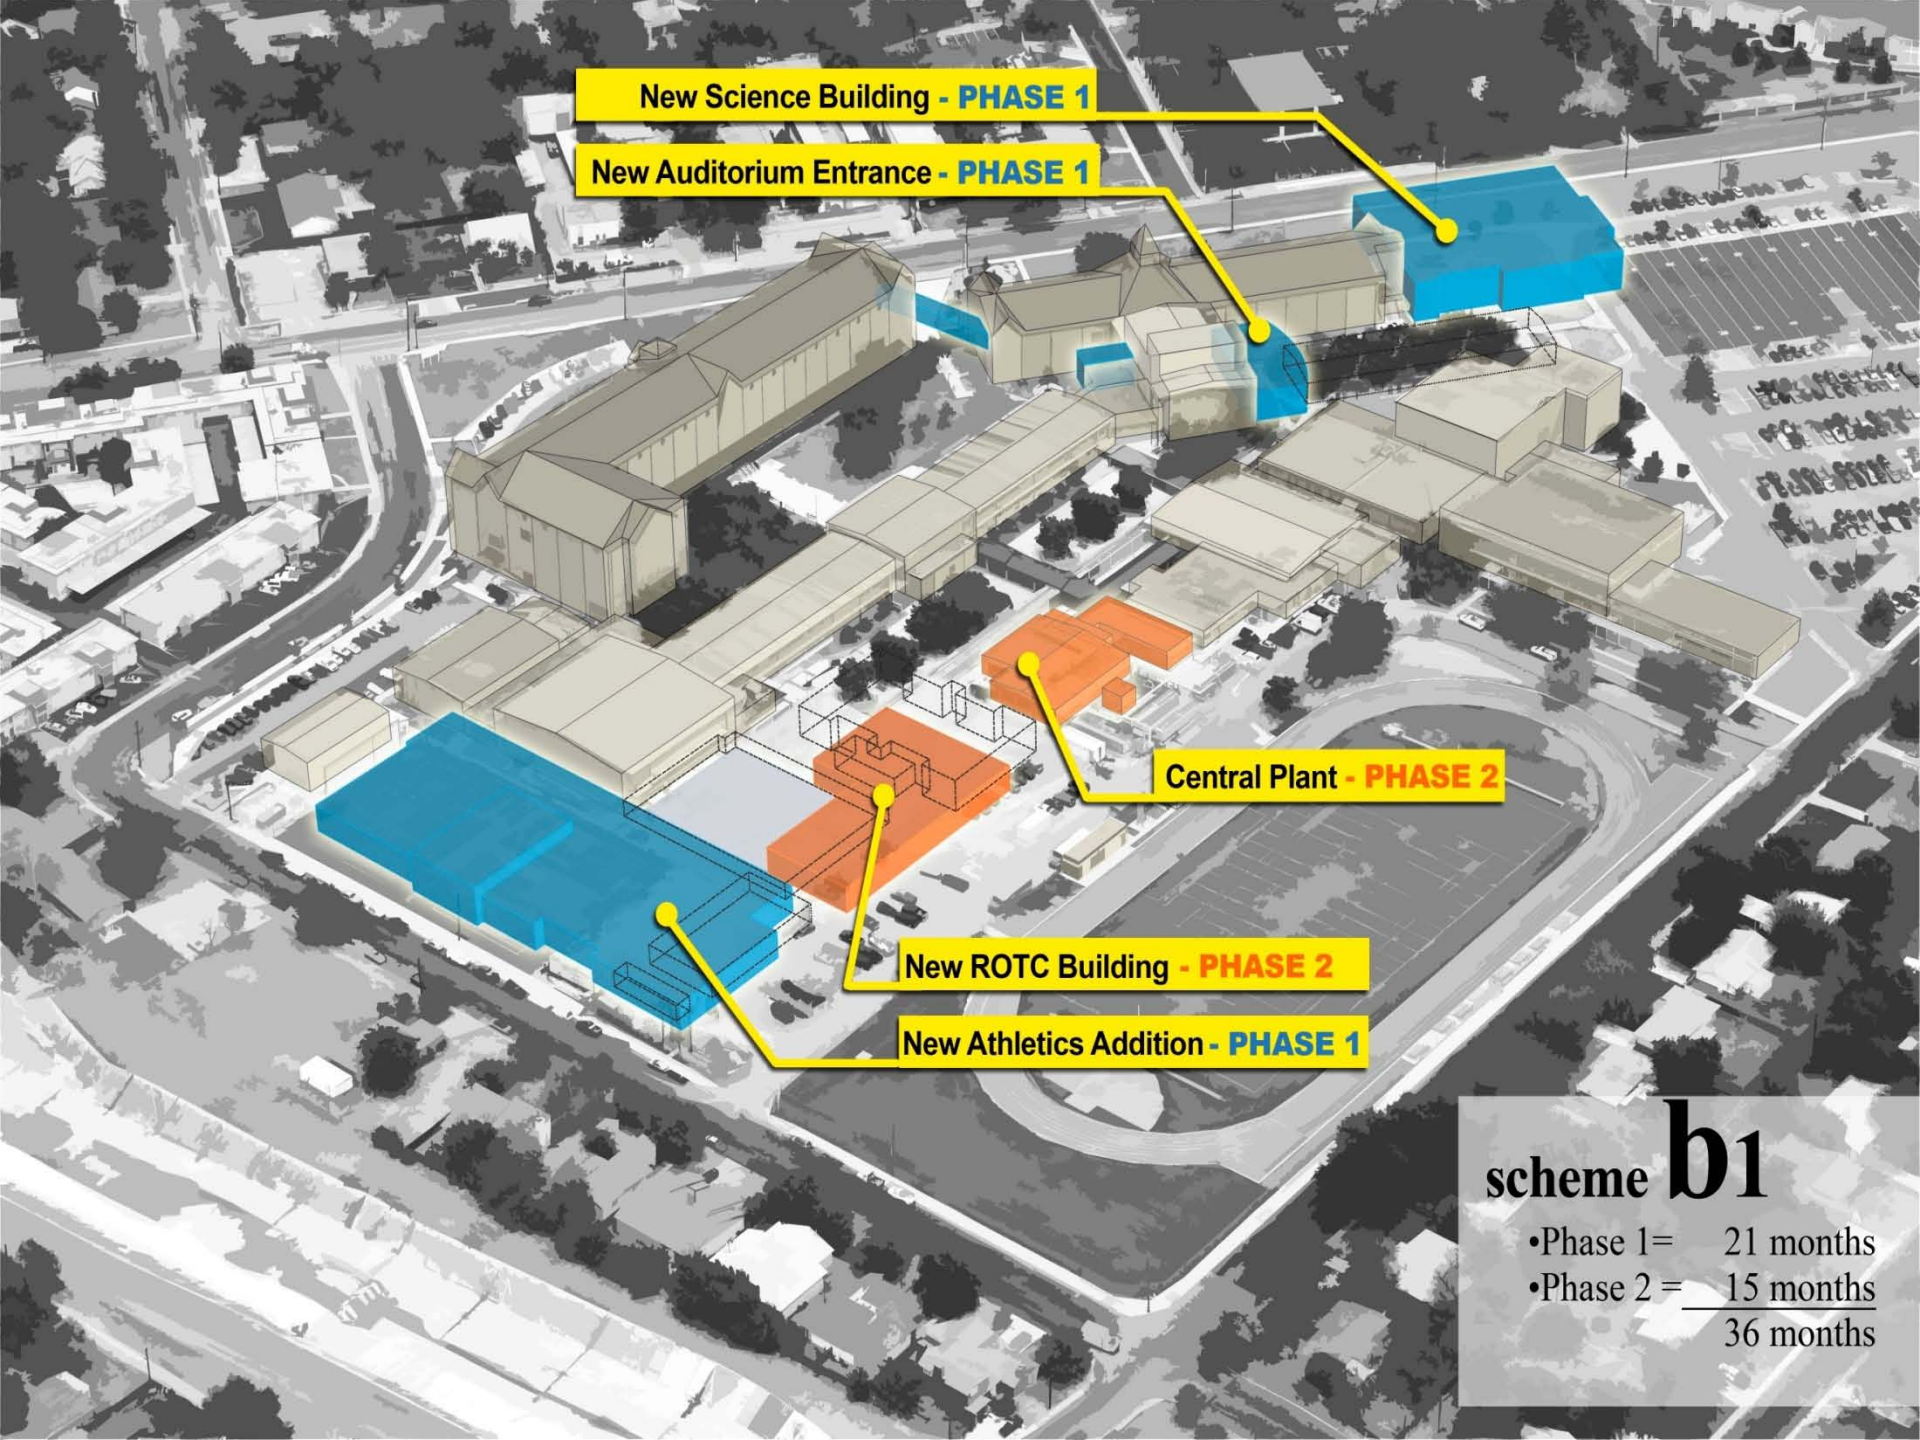 New Science Building - PHASE 1
New Auditorium Entrance - PHASE 1
Central Plant - PHASE 2
New ROTC Building - PHASE 2
New Athletics Addition - PHASE 1
scheme b1
•Phase 1= 21 months
•Phase 2 = 15 months
36 months